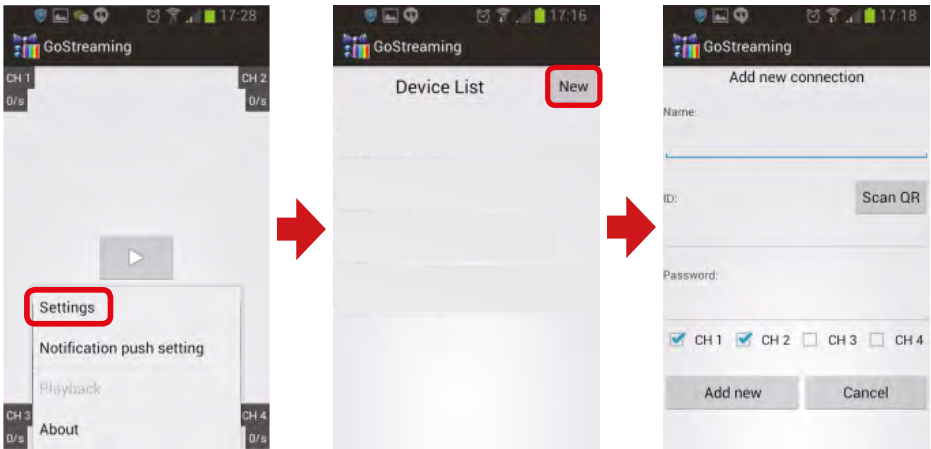 17:28
GoStreaming
CH 1
CH 2
0/s
0/s
Settings
Notification push setting
Playback
About
CH 3
CH 4
0/s
0/s
17:16
GoStreaming
Device List
New
17:18
GoStreaming
Add new connection
Name:
ID:
Scan QR
Password:
CH 1 CH 2 CH 3 CH 4
Add new
Cancel